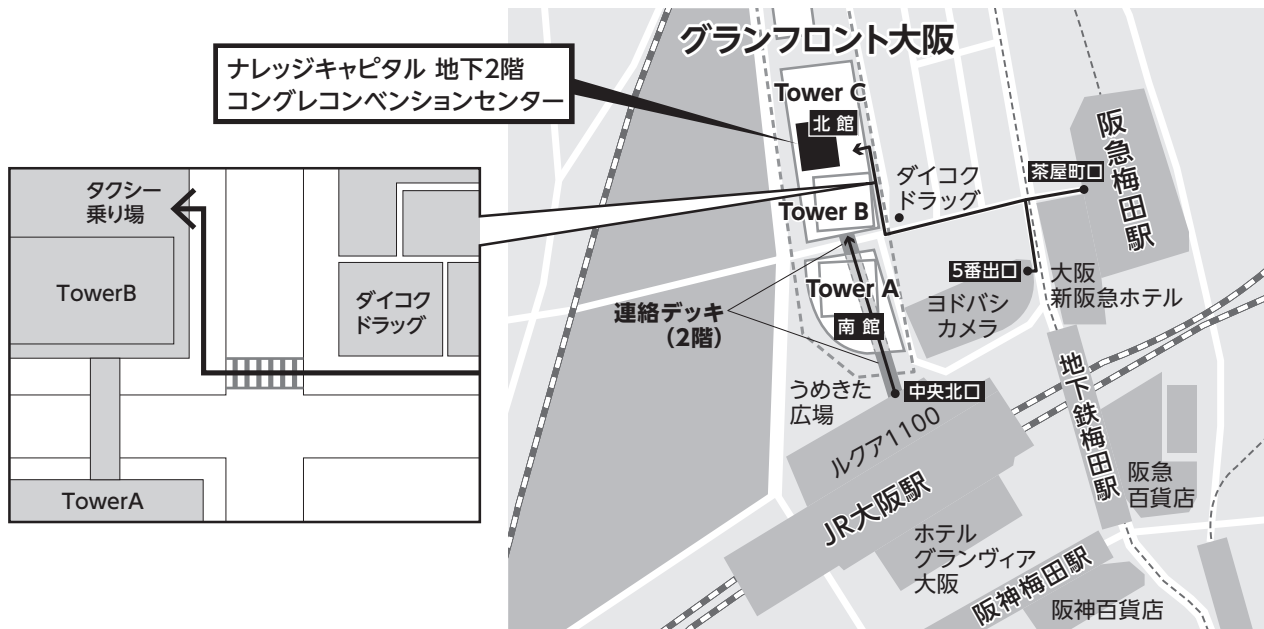 グランフロント大阪
ナレッジキャピタル 地下2階
コングレコンベンションセンター
Tower C
北館
阪急梅田駅
茶屋町口
ダイコク
ドラッグ
Tower B
タクシー
乗り場
TowerB
ダイコク
ドラッグ
TowerA
5番出口
大阪
新阪急ホテル
Tower A
南館
ヨドバシ
カメラ
連絡デッキ
(2階)
うめきた
広場
中央北口
ルクア1100
地下鉄梅田駅
JR大阪駅
阪急
百貨店
ホテル
グランヴィア
大阪
阪神梅田駅
阪神百貨店